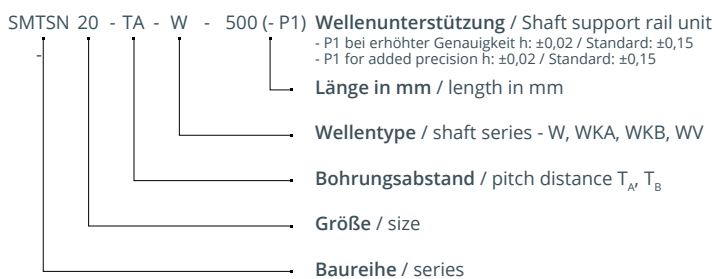 SMTSN 20 - TA - W - 500 (- P1) Wellenunterstützung / Shaft support rail unit
- P1 bei erhöhter Genauigkeit h: ±0,02 / Standard: ±0,15
- P1 for added precision h: ±0,02 / Standard: ±0,15
-
Länge in mm / length in mm
Wellentype / shaft series - W, WKA, WKB, WV
Bohrungsabstand / pitch distance T_A, T_B
Größe / size
Baureihe / series